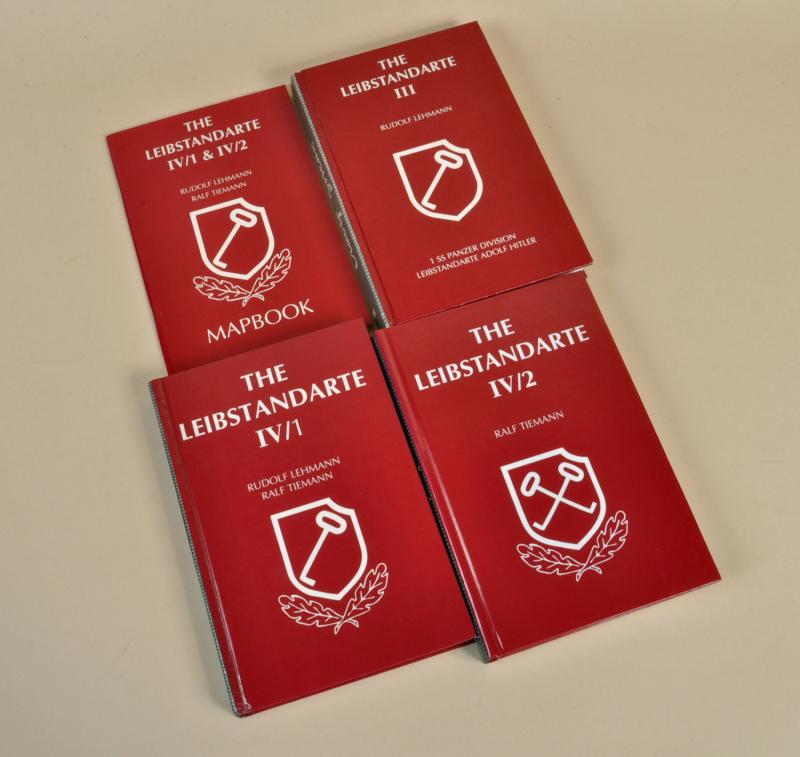 THE
LEIBSTANDARTE
IV/1 & IV/2
RUDOLF LEHMANN
RALF TIEMANN
MAPBOOK
THE
LEIBSTANDARTE
III
RUDOLF LEHMANN
1 SS PANZER DIVISION
LEIBSTANDARTE ADOLF HITLER
THE
LEIBSTANDARTE
IV/1
RUDOLF LEHMANN
RALF TIEMANN
THE
LEIBSTANDARTE
IV/2
RALF TIEMANN